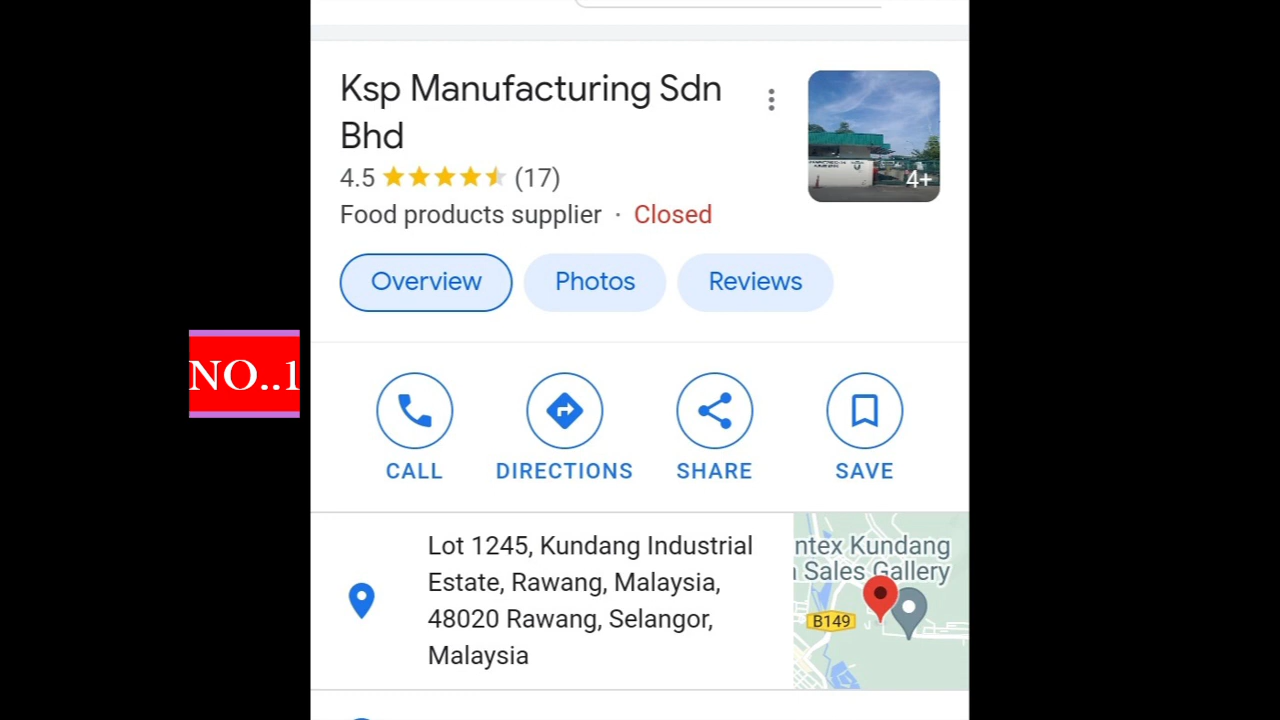 Ksp Manufacturing Sdn
Bhd
4.5 (17)
4+
Food products supplier · Closed
Overview Photos Reviews
NO..1
CALL DIRECTIONS SHARE SAVE
Lot 1245, Kundang Industrial
Estate, Rawang, Malaysia,
48020 Rawang, Selangor,
Malaysia
ntex Kundang
Sales Gallery
B149